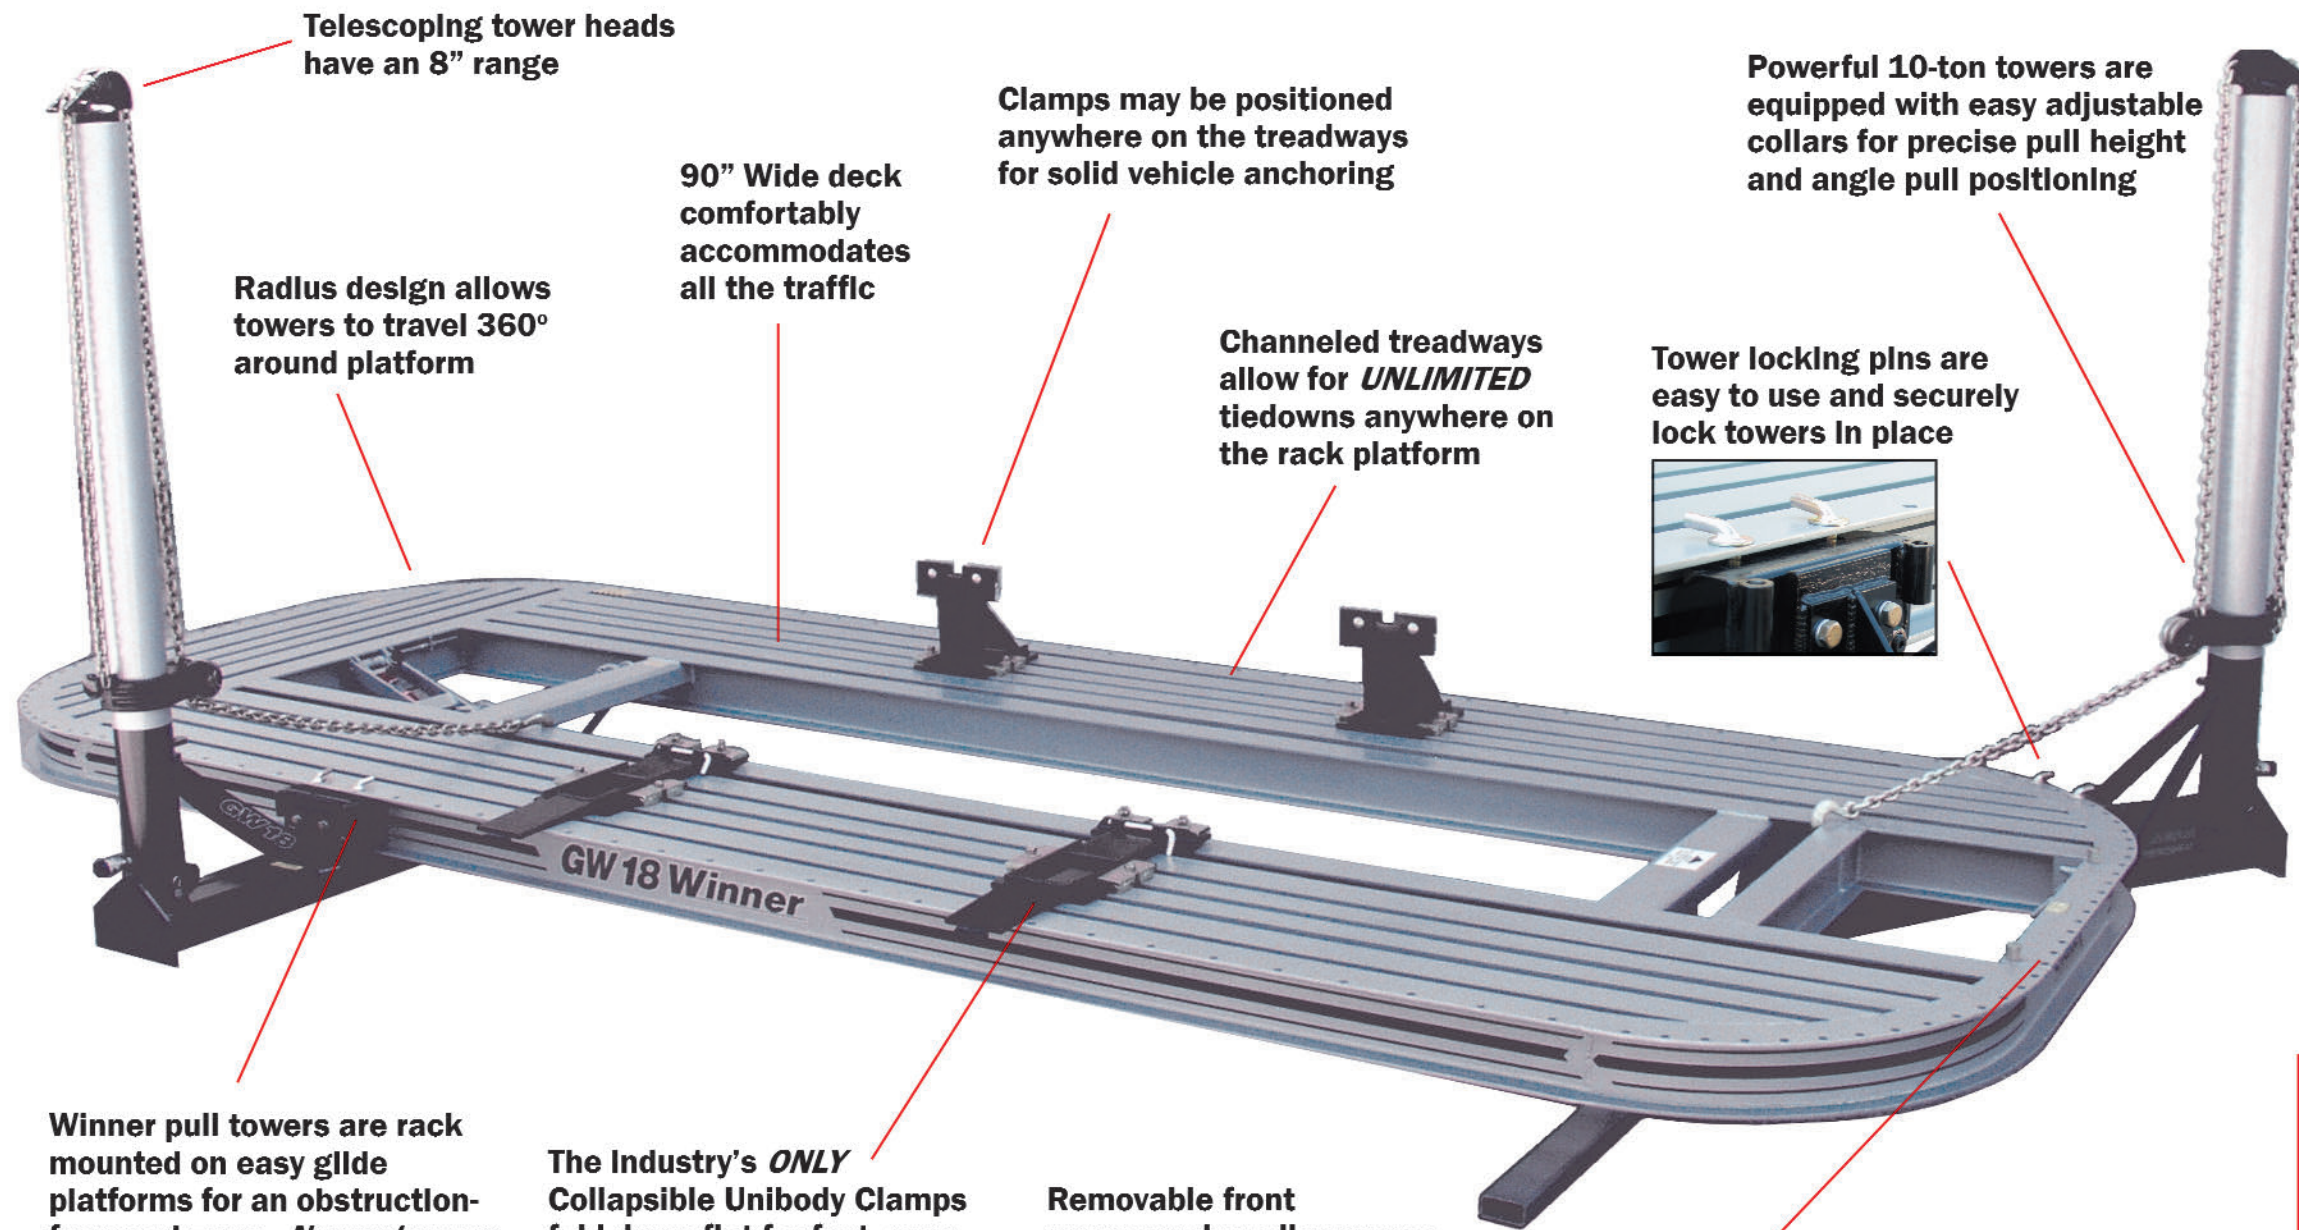 Telescoping tower heads
have an 8” range
Clamps may be positioned
anywhere on the treadways
for solid vehicle anchoring
Powerful 10-ton towers are
equipped with easy adjustable
collars for precise pull height
and angle pull positioning
90” Wide deck
comfortably
accommodates
all the traffic
Radius design allows
towers to travel 360º
around platform
Channeled treadways
allow for UNLIMITED
tiedowns anywhere on
the rack platform
Tower locking pins are
easy to use and securely
lock towers in place
GW18
GW 18 Winner
Winner pull towers are rack
mounted on easy glide
platforms for an obstruction-
The Industry’s ONLY
Collapsible Unibody Clamps
Removable front